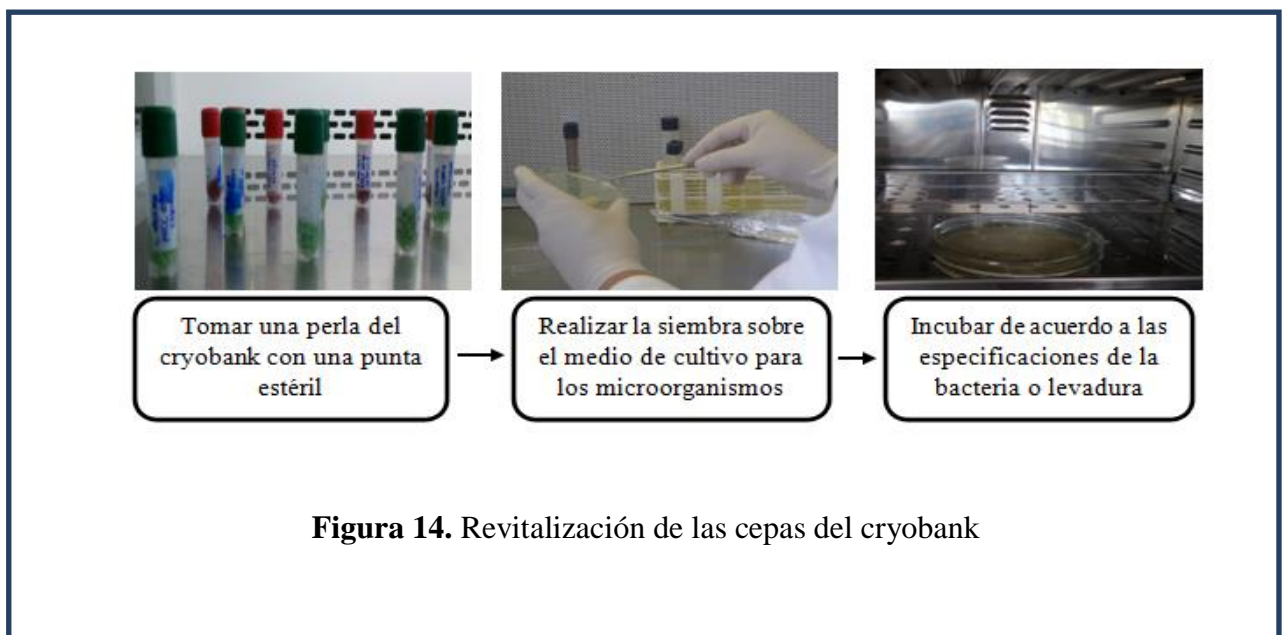 Tomar una perla del
cryobank con una punta
estéril
Realizar la siembra sobre
el medio de cultivo para
los microorganismos
Incubar de acuerdo a las
especificaciones de la
bacteria o levadura
Figura 14. Revitalización de las cepas del cryobank